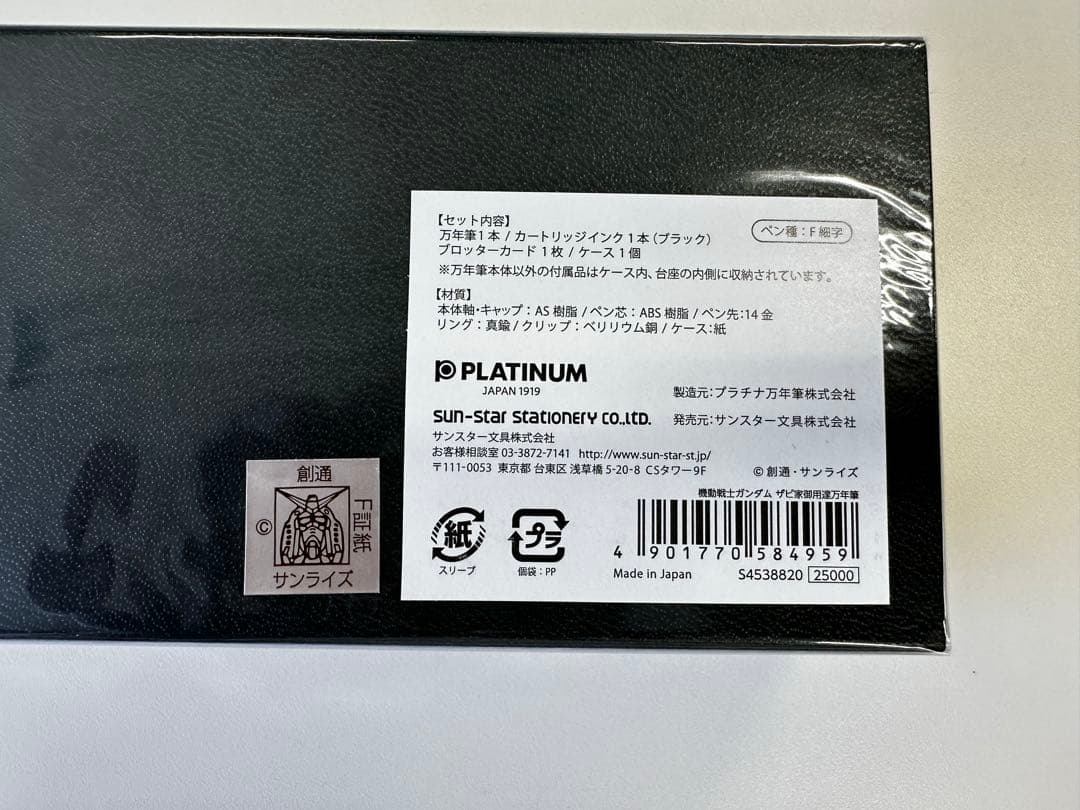 【セット内容】
ペン種：F 細字
万年筆1本 / カートリッジインク 1本（ブラック）
ブロッターカード 1枚 / ケース 1個
※万年筆本体以外の付属品はケース内、台座の内側に収納されています。
【材質】
本体軸・キャップ：AS 樹脂 / ペン芯：ABS 樹脂 / ペン先：14 金
リング：真鍮 / クリップ：ベリリウム銅 / ケース：紙
PLATINUM
JAPAN 1919
製造元：プラチナ万年筆株式会社
sun-star stationery co.,ltd.
発売元：サンスター文具株式会社
サンスター文具株式会社
お客様相談室 03-3872-7141 http://www.sun-star-st.jp/
〒111-0053 東京都 台東区 浅草橋 5-20-8 CSタワー9F
© 創通・サンライズ
機動戦士ガンダム ザビ家御用達万年筆
紙
スリーブ
プラ
個袋：PP
4 901770 584959
Made in Japan
S4538820 25000
創通
©
F証紙
サンライズ